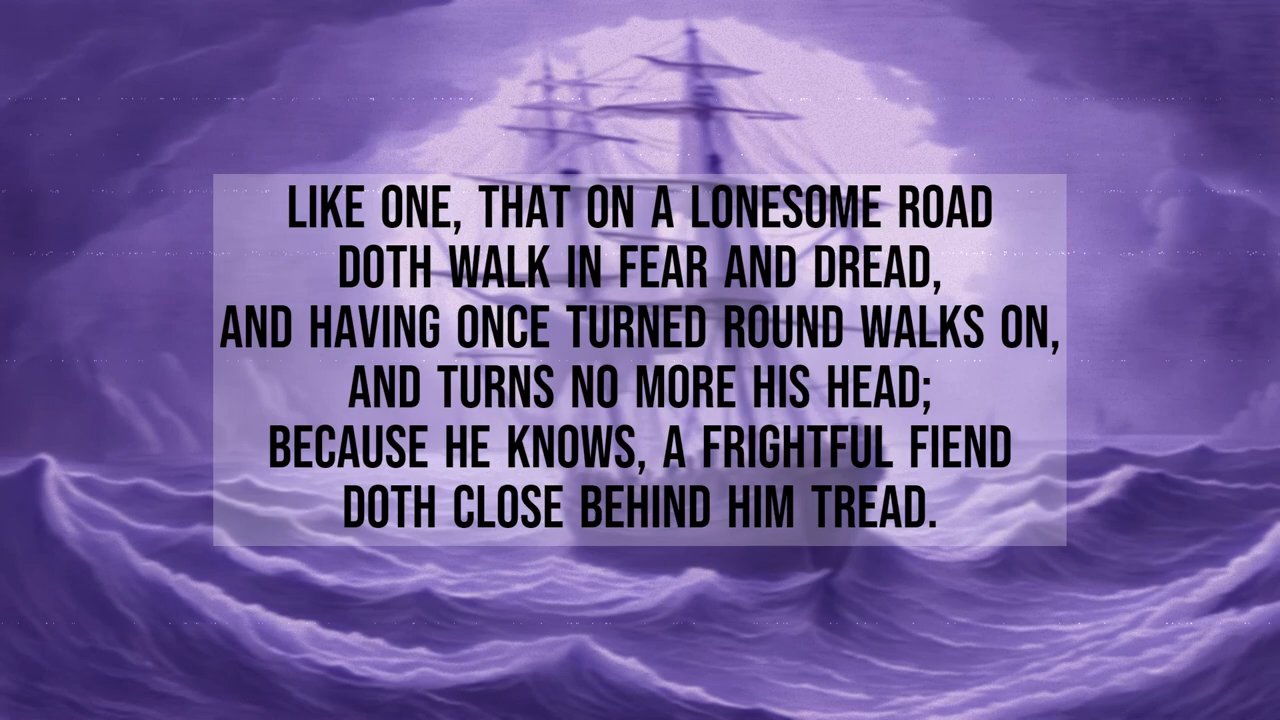 LIKE ONE, THAT ON A LONESOME ROAD
DOTH WALK IN FEAR AND DREAD,
AND HAVING ONCE TURNED ROUND WALKS ON,
AND TURNS NO MORE HIS HEAD;
BECAUSE HE KNOWS, A FRIGHTFUL FIEND
DOTH CLOSE BEHIND HIM TREAD.